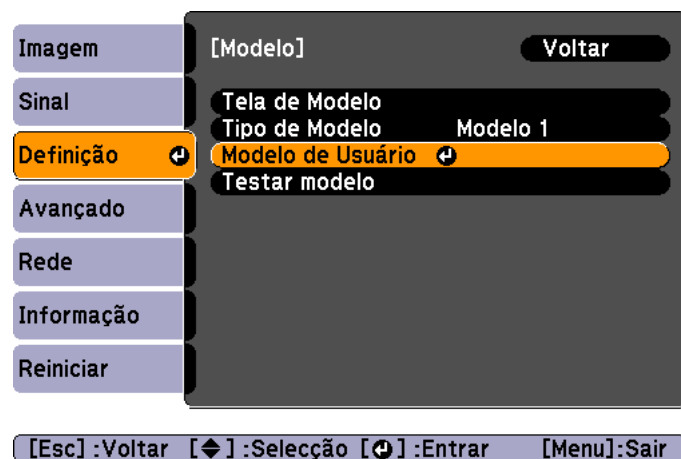 Imagem
Sinal
Definição
Avançado
Rede
Informação
Reiniciar
[Modelo] Voltar
Tela de Modelo
Tipo de Modelo Modelo 1
Modelo de Usuário
Testar modelo
[Esc] :Voltar [ ] :Selecção [ ] :Entrar [Menu]:Sair